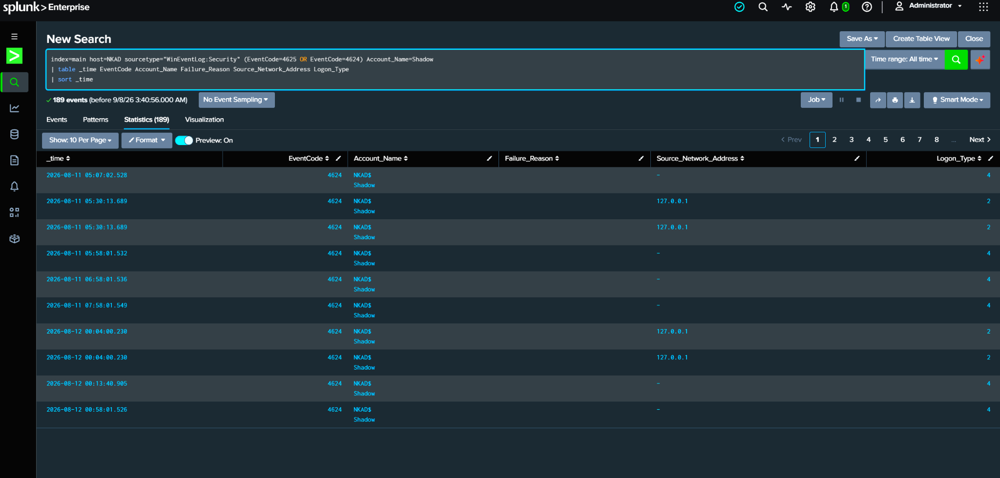 splunk> Enterprise
1
Administrator
New Search
Save As
Create Table View
Close
index=main host=NKAD sourcetype="WinEventLog:Security" (EventCode=4625 OR EventCode=4624) Account_Name=Shadow
| table _time EventCode Account_Name Failure_Reason Source_Network_Address Logon_Type
| sort _time
Time range: All time
189 events (before 9/8/26 3:40:56.000 AM)
No Event Sampling
Job
Smart Mode
Events
Patterns
Statistics (189)
Visualization
Show: 10 Per Page
Format
Preview: On
< Prev 1 2 3 4 5 6 7 8 ... Next >
_time EventCode Account_Name Failure_Reason Source_Network_Address Logon_Type
2026-08-11 05:07:02.528 4624 NKAD$ - 4
Shadow
2026-08-11 05:30:13.689 4624 NKAD$ 127.0.0.1 2
Shadow
2026-08-11 05:30:13.689 4624 NKAD$ 127.0.0.1 2
Shadow
2026-08-11 05:58:01.532 4624 NKAD$ - 4
Shadow
2026-08-11 06:58:01.536 4624 NKAD$ - 4
Shadow
2026-08-11 07:58:01.549 4624 NKAD$ - 4
Shadow
2026-08-12 00:04:00.230 4624 NKAD$ 127.0.0.1 2
Shadow
2026-08-12 00:04:00.230 4624 NKAD$ 127.0.0.1 2
Shadow
2026-08-12 00:13:40.905 4624 NKAD$ - 4
Shadow
2026-08-12 00:58:01.526 4624 NKAD$ - 4
Shadow